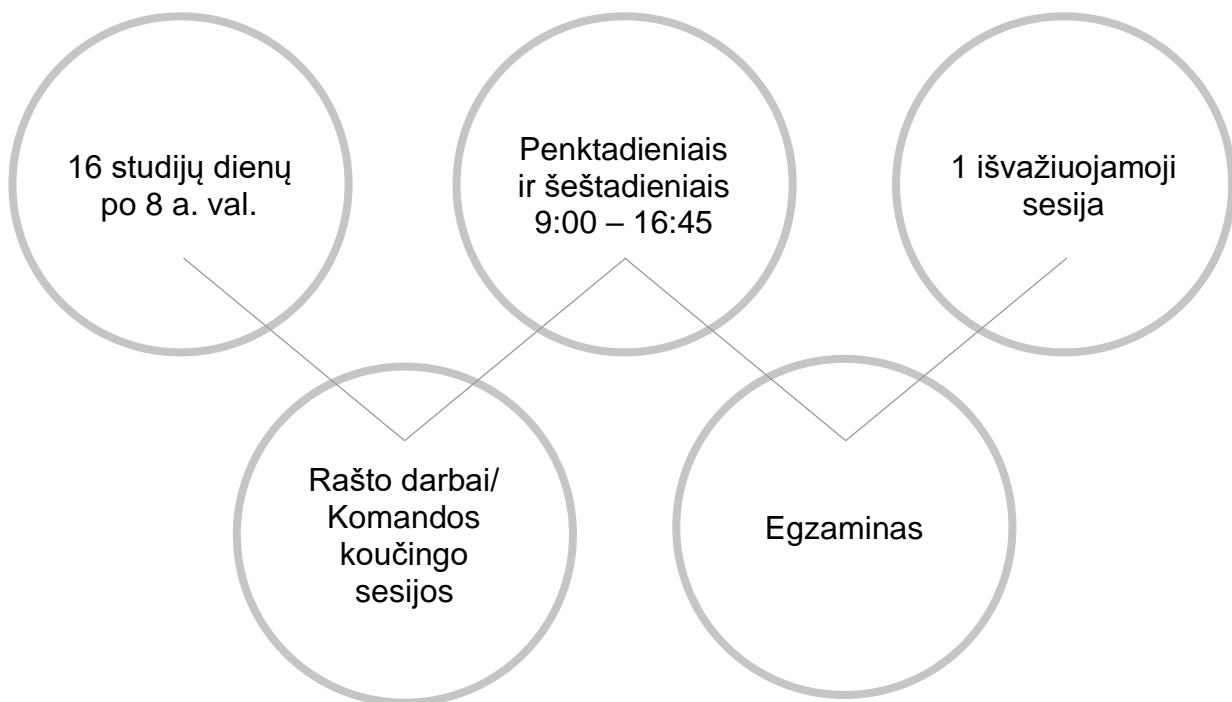 16 studijų dienų
po 8 a. val.
Penktadieniais
ir šeštadieniais
9:00 – 16:45
1 išvažiuojamoji
sesija
Rašto darbai/
Komandos
koučingo
sesijos
Egzaminas